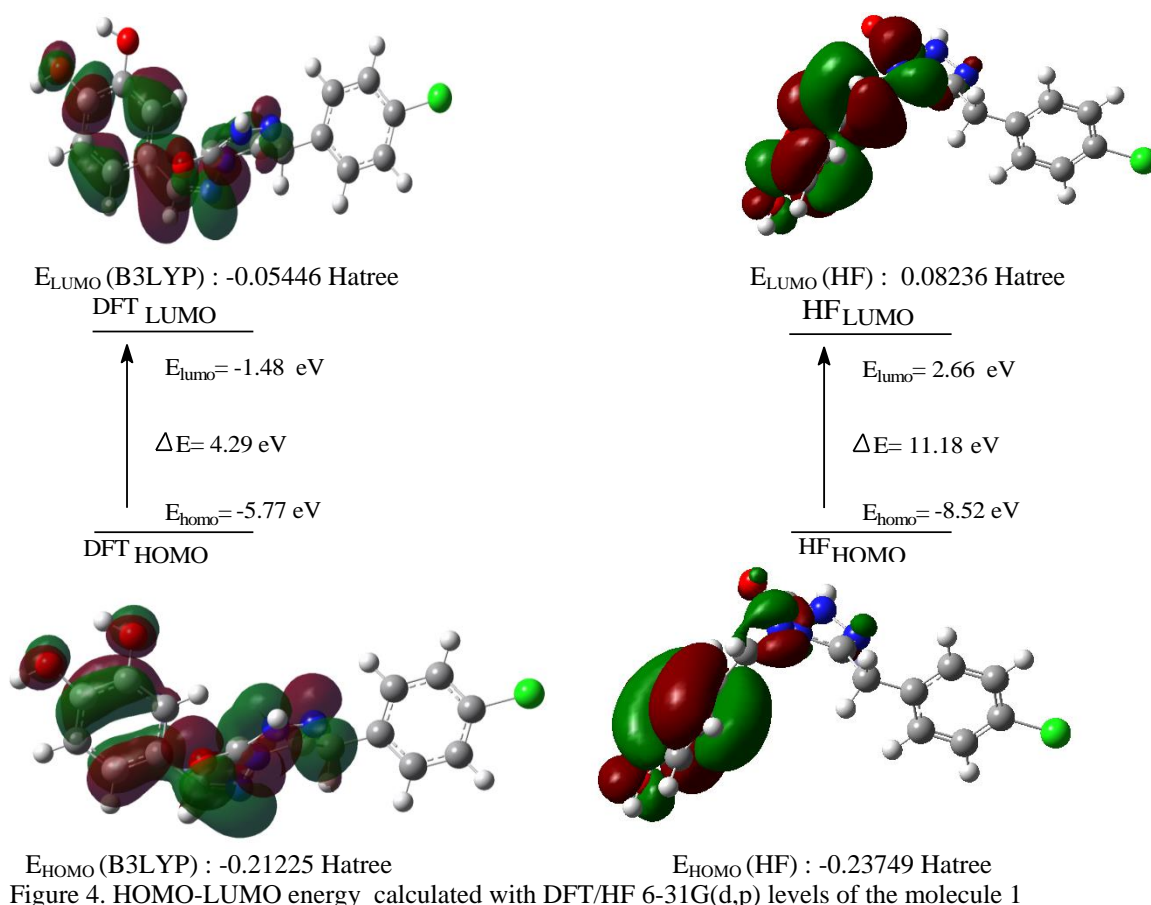 E_LUMO (B3LYP) : -0.05446 Hatree
E_LUMO (HF) : 0.08236 Hatree
DFT LUMO
HF LUMO
E_lumo= -1.48 eV
E_lumo= 2.66 eV
△E= 4.29 eV
△E= 11.18 eV
E_homo= -5.77 eV
E_homo= -8.52 eV
DFT HOMO
HF HOMO
E_HOMO (B3LYP) : -0.21225 Hatree
E_HOMO (HF) : -0.23749 Hatree
Figure 4. HOMO-LUMO energy calculated with DFT/HF 6-31G(d,p) levels of the molecule 1